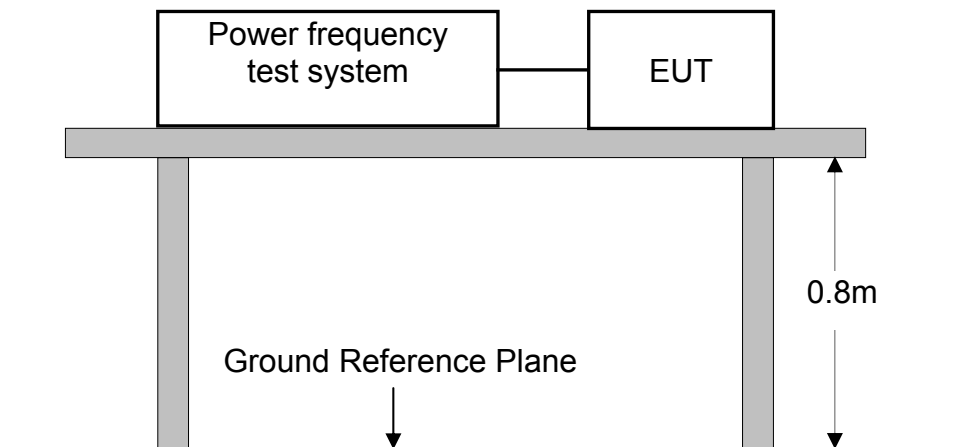 Power frequency
test system
EUT
0.8m
Ground Reference Plane